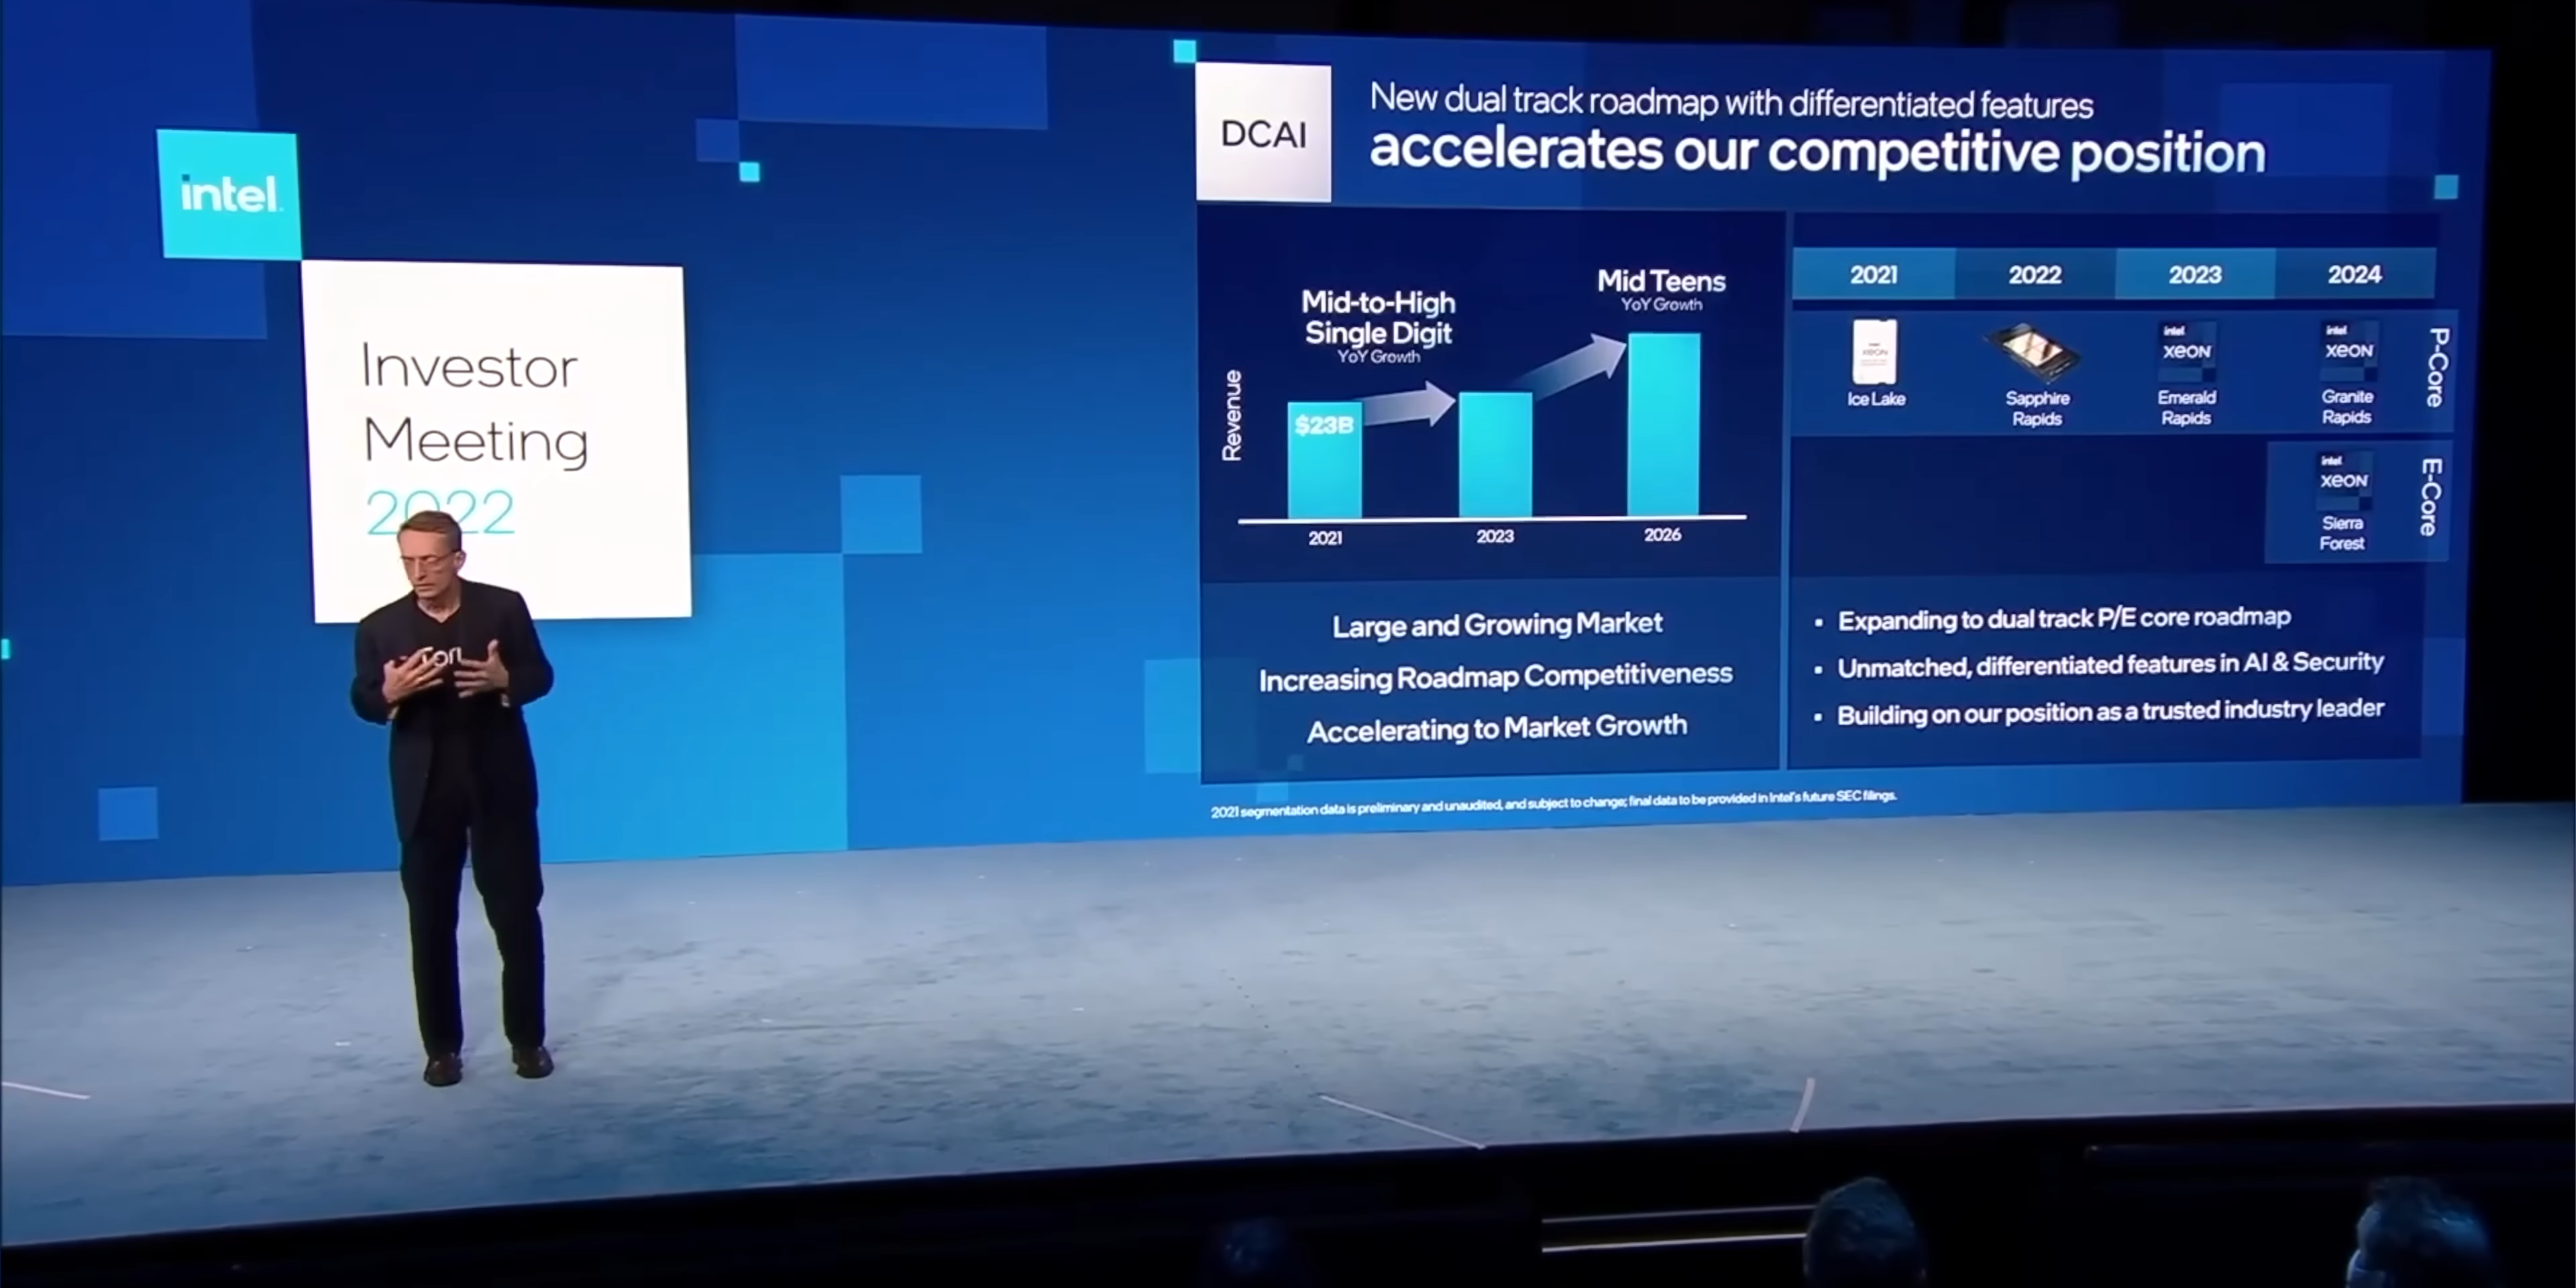 intel.
Investor
Meeting
2022
DCAI
New dual track roadmap with differentiated features
accelerates our competitive position
Revenue
Mid-to-High
Single Digit
YoY Growth
Mid Teens
YoY Growth
$23B
2021
2023
2026
Large and Growing Market
Increasing Roadmap Competitiveness
Accelerating to Market Growth
2021
2022
2023
2024
intel
XEON
Ice Lake
Sapphire
Rapids
intel
XEON
Emerald
Rapids
intel
XEON
Granite
Rapids
P-Core
intel
XEON
Sierra
Forest
E-Core
• Expanding to dual track P/E core roadmap
• Unmatched, differentiated features in AI & Security
• Building on our position as a trusted industry leader
2021 segmentation data is preliminary and unaudited, and subject to change; final data to be provided in Intel's future SEC filings.